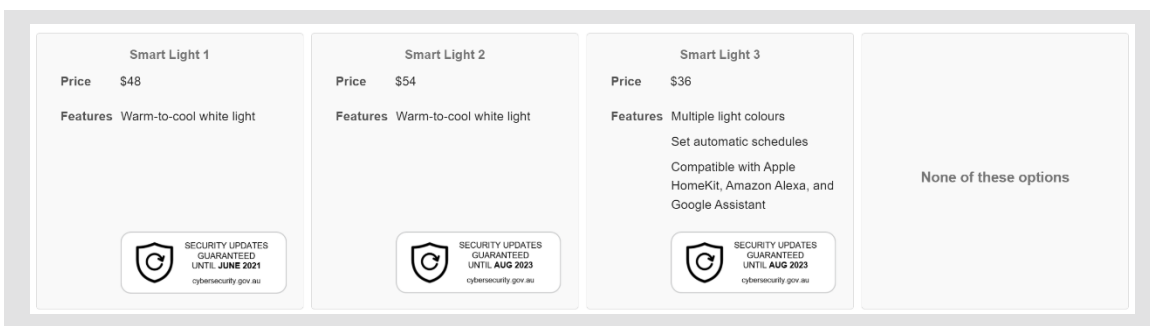 Smart Light 1
Price $48
Features Warm-to-cool white light
SECURITY UPDATES
GUARANTEED
UNTIL JUNE 2021
cybersecurity.gov.au
Smart Light 2
Price $54
Features Warm-to-cool white light
SECURITY UPDATES
GUARANTEED
UNTIL AUG 2023
cybersecurity.gov.au
Smart Light 3
Price $36
Features Multiple light colours
Set automatic schedules
Compatible with Apple
HomeKit, Amazon Alexa, and
Google Assistant
SECURITY UPDATES
GUARANTEED
UNTIL AUG 2023
cybersecurity.gov.au
None of these options